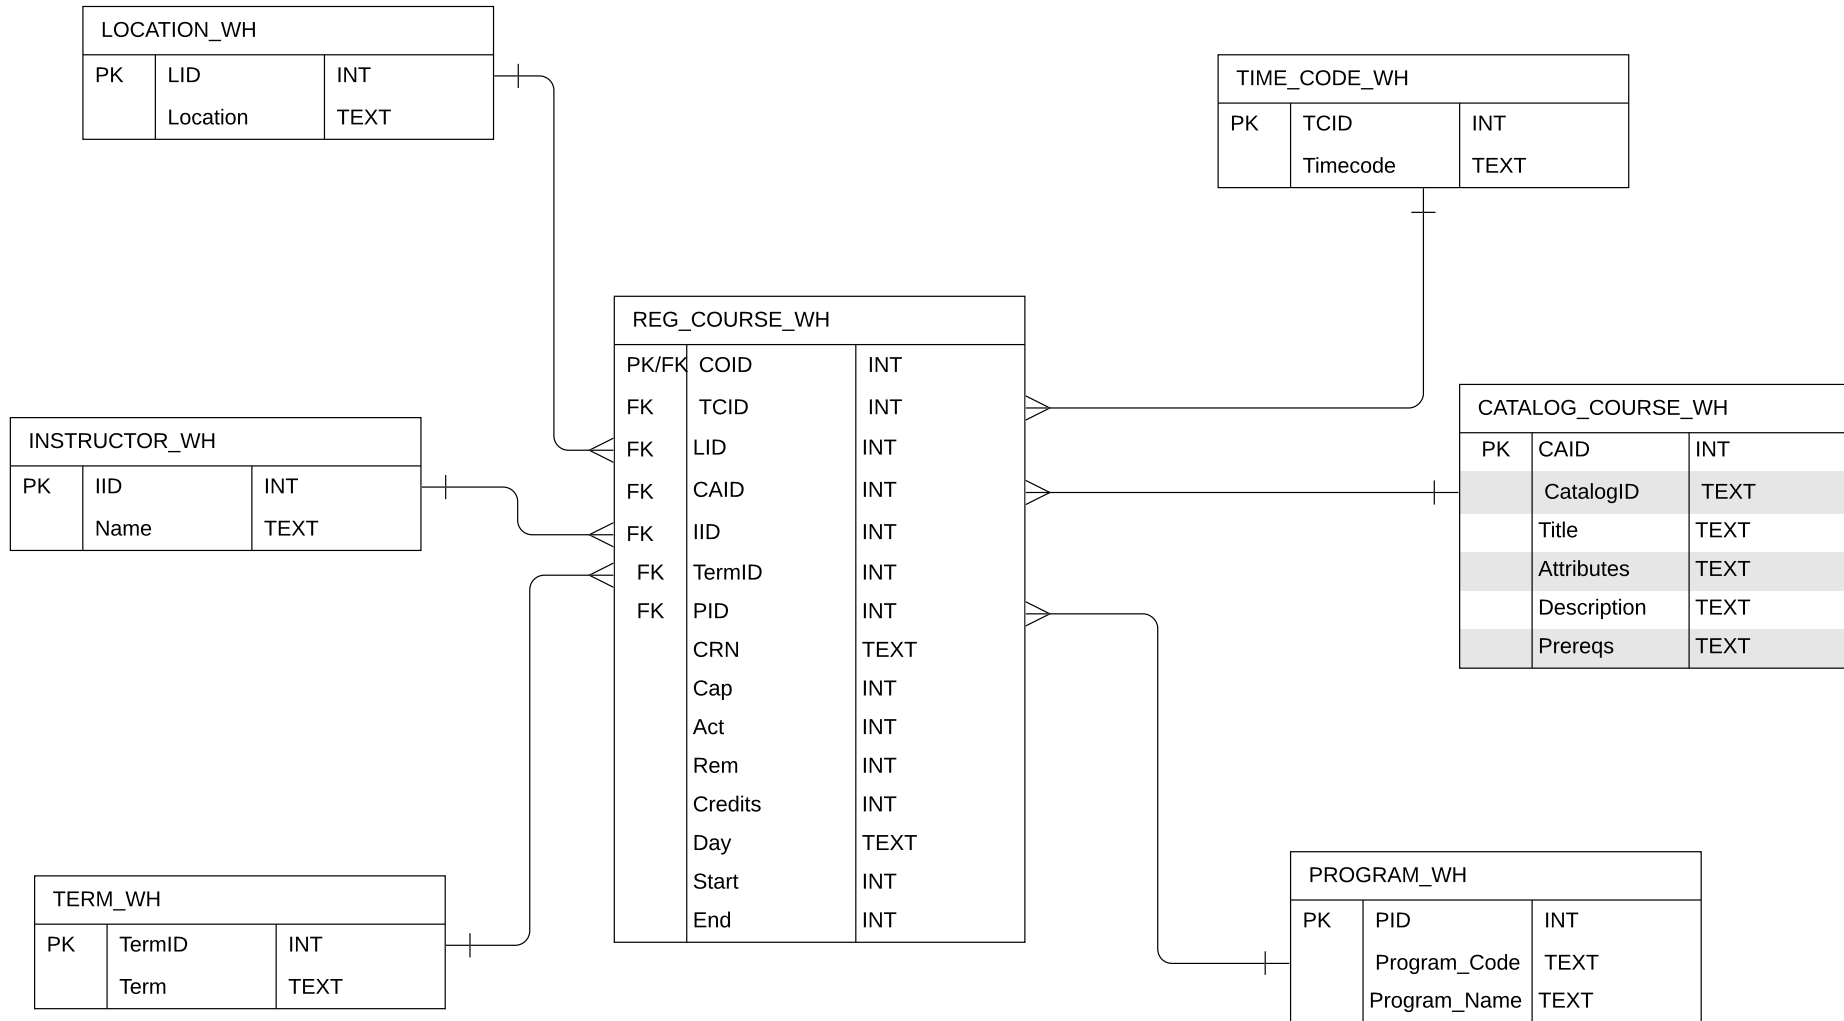 LOCATION_WH
PK LID INT
Location TEXT
TIME_CODE_WH
PK TCID INT
Timecode TEXT
REG_COURSE_WH
PK/FK COID INT
FK TCID INT
FK LID INT
FK CAID INT
FK IID INT
FK TermID INT
FK PID INT
CRN TEXT
Cap INT
Act INT
Rem INT
Credits INT
Day TEXT
Start INT
End INT
CATALOG_COURSE_WH
PK CAID INT
CatalogID TEXT
Title TEXT
Attributes TEXT
Description TEXT
Prereqs TEXT
INSTRUCTOR_WH
PK IID INT
Name TEXT
TERM_WH
PK TermID INT
Term TEXT
PROGRAM_WH
PK PID INT
Program_Code TEXT
Program_Name TEXT